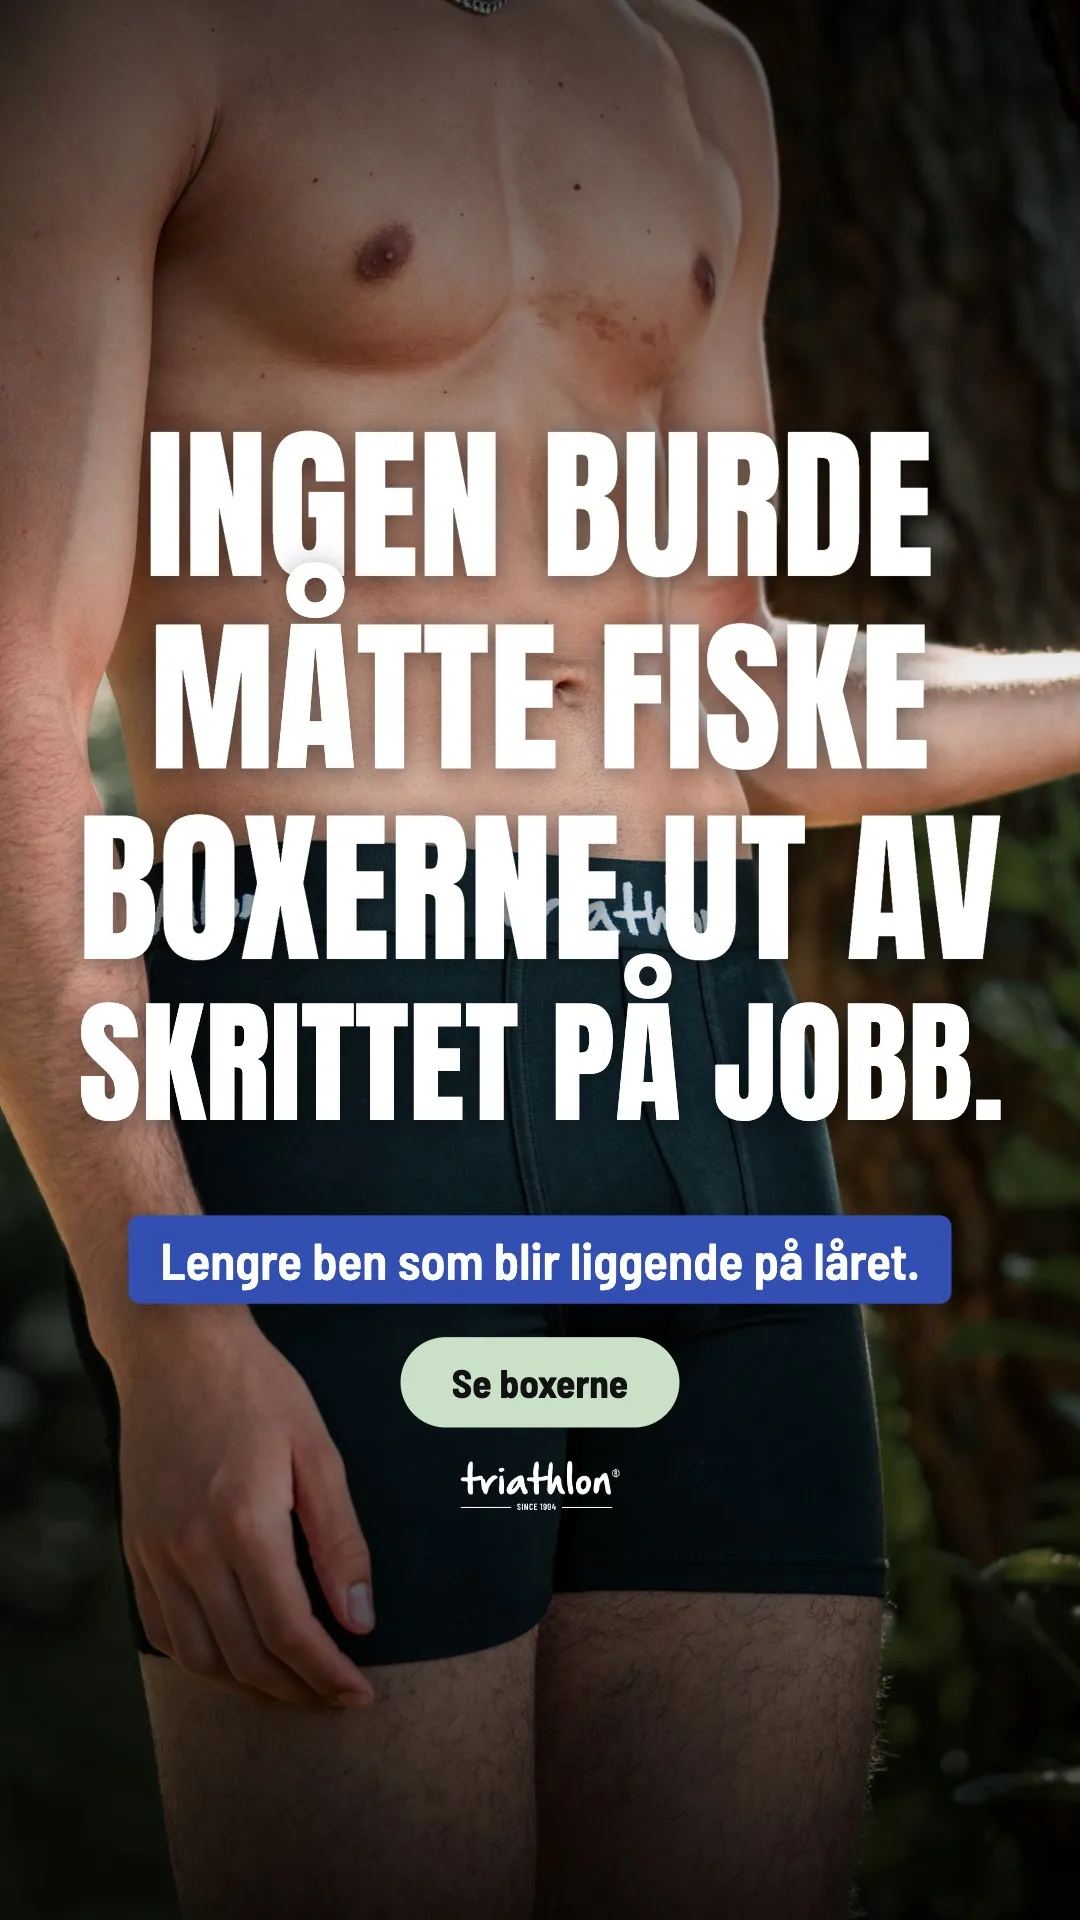 INGEN BURDE
MÅTTE FISKE
BOXERNE UT AV
SKRITTET PÅ JOBB.
Lengre ben som blir liggende på låret.
Se boxerne
triathlon®
SINCE 1994